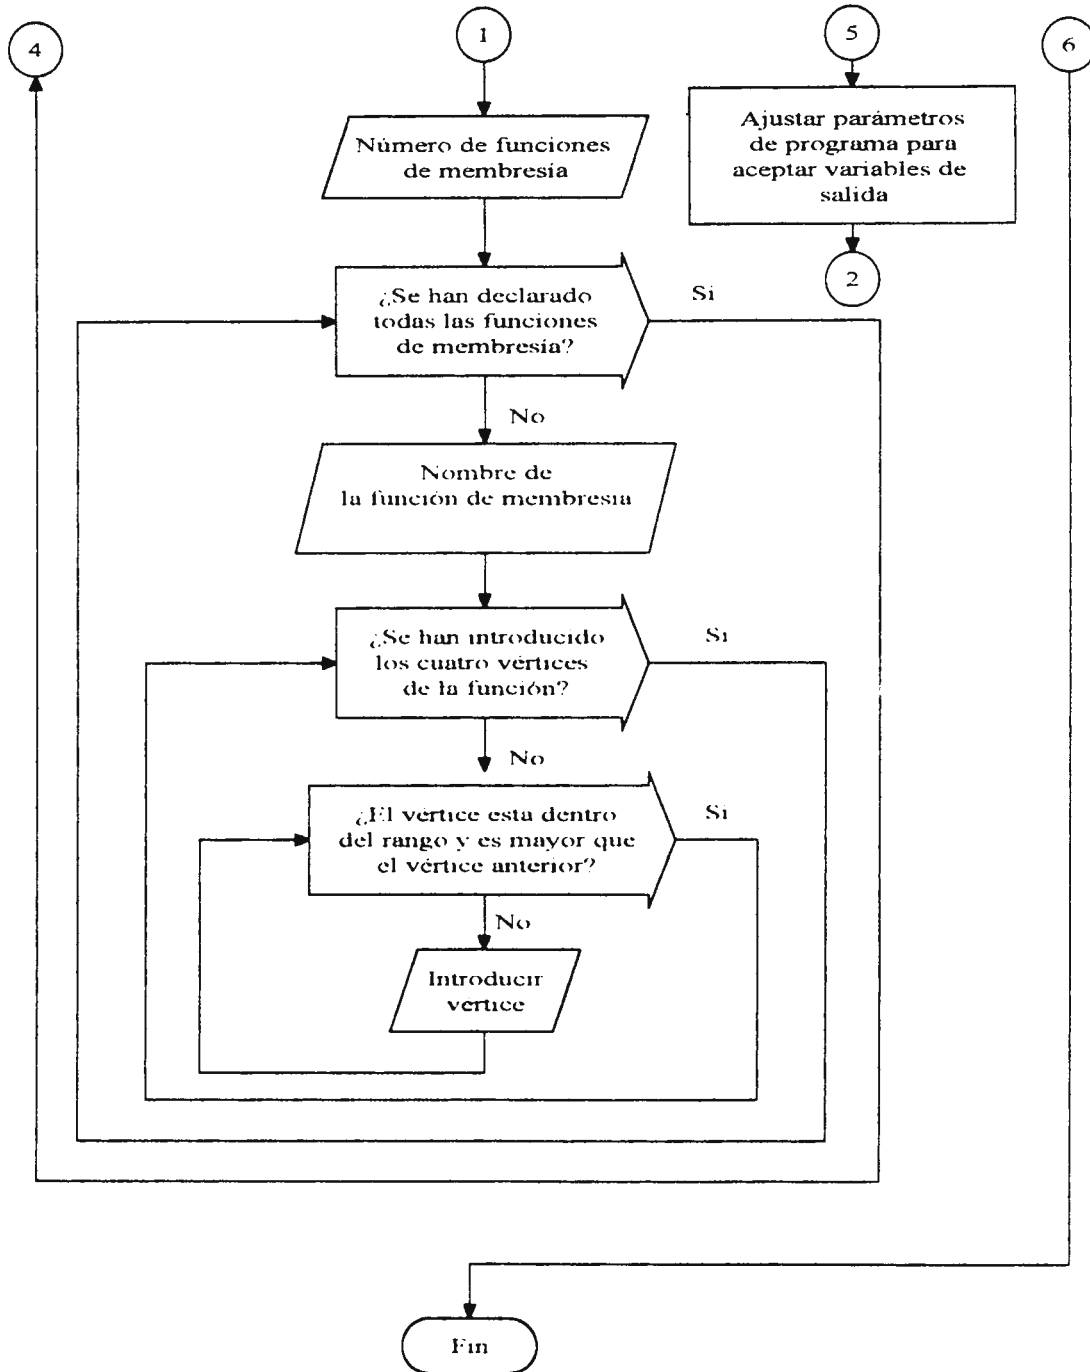 4
1
5
6
Número de funciones
de membresía
Ajustar parámetros
de programa para
aceptar variables de
salida
2
¿Se han declarado
todas las funciones
de membresía?
Si
No
Nombre de
la función de membresia
¿Se han introducido
los cuatro vértices
de la función?
Si
No
¿El vértice esta dentro
del rango y es mayor que
el vértice anterior?
Si
No
Introducir
vértice
Fin